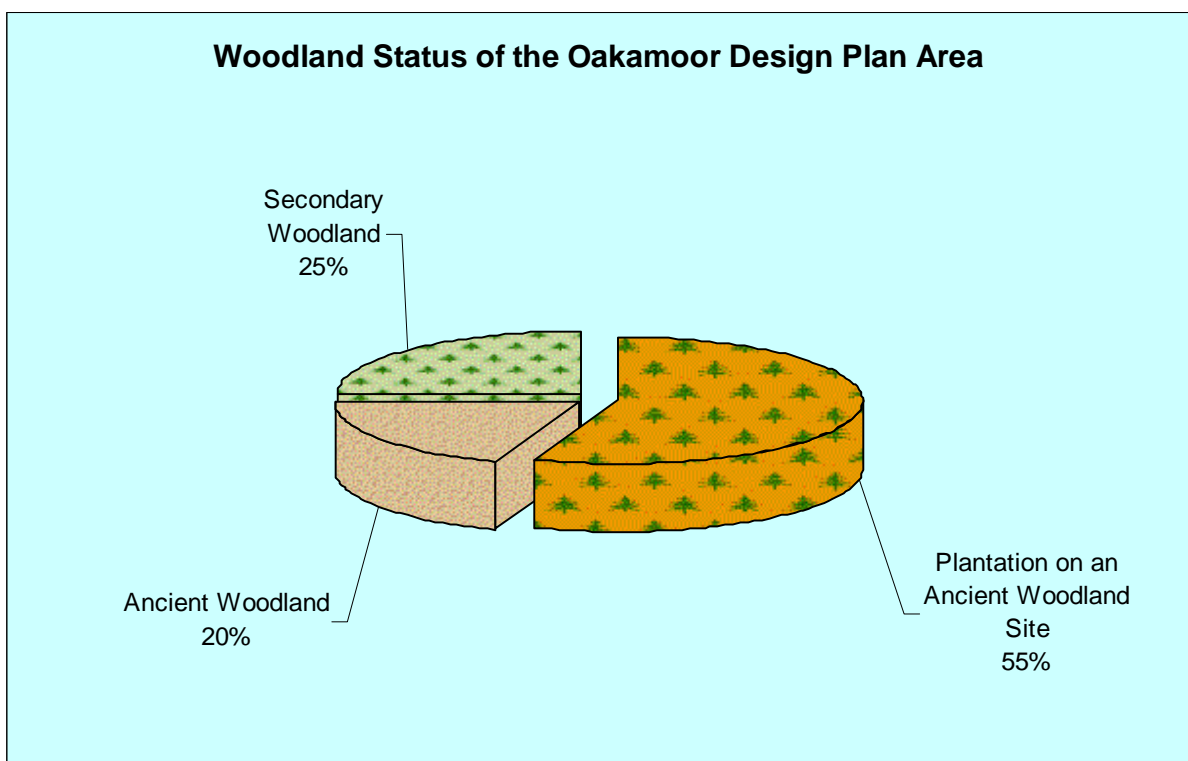 Woodland Status of the Oakamoor Design Plan Area
Secondary
Woodland
25%
Ancient Woodland
20%
Plantation on an
Ancient Woodland
Site
55%